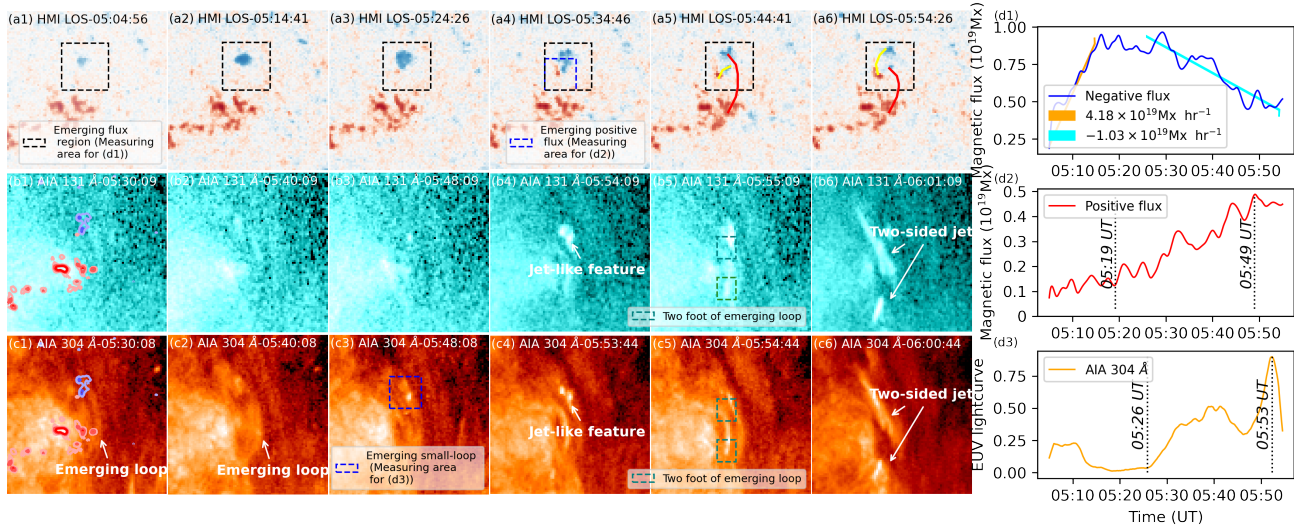 (a1) HMI LOS-05:04:56
(a2) HMI LOS-05:14:41
(a3) HMI LOS-05:24:26
(a4) HMI LOS-05:34:46
(a5) HMI LOS-05:44:41
(a6) HMI LOS-05:54:26
Emerging flux
region (Measuring
area for (d1))
Emerging positive
flux (Measuring
area for (d2))
(b1) AIA 131 Å-05:30:09
(b2) AIA 131 Å-05:40:09
(b3) AIA 131 Å-05:48:09
(b4) AIA 131 Å-05:54:09
(b5) AIA 131 Å-05:55:09
(b6) AIA 131 Å-06:01:09
Jet-like feature
Two-sided jet
Two foot of emerging loop
(c1) AIA 304 Å-05:30:08
(c2) AIA 304 Å-05:40:08
(c3) AIA 304 Å-05:48:08
(c4) AIA 304 Å-05:53:44
(c5) AIA 304 Å-05:54:44
(c6) AIA 304 Å-06:00:44
Emerging loop
Emerging loop
Emerging small-loop
(Measuring area
for (d3))
Jet-like feature
Two foot of emerging loop
Two-sided jet
(d1)
Magnetic flux (10¹⁹Mx)
1.00
0.75
0.50
0.25
Negative flux
4.18 × 10¹⁹Mx hr⁻¹
−1.03 × 10¹⁹Mx hr⁻¹
05:10 05:20 05:30 05:40 05:50
(d2)
Magnetic flux (10¹⁹Mx)
0.5
0.4
0.3
0.2
0.1
0
Positive flux
05:19 UT
05:49 UT
05:10 05:20 05:30 05:40 05:50
(d3)
EUV lightcurve
0.75
0.50
0.25
0.00
AIA 304 Å
05:26 UT
05:53 UT
05:10 05:20 05:30 05:40 05:50
Time (UT)